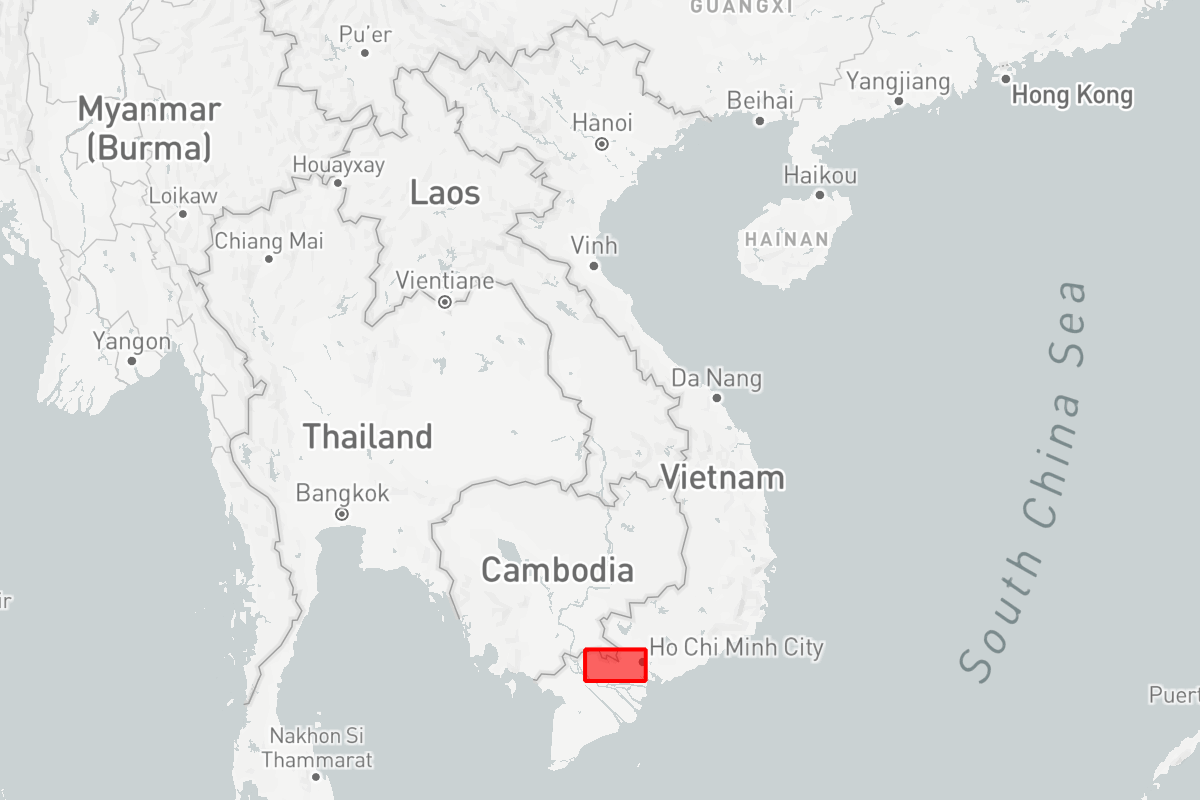 GUANGXI
Pu'er
Yangjiang
Beihai
Hong Kong
Myanmar
(Burma)
Hanoi
Houayxay
Haikou
Loikaw
Laos
Chiang Mai
HAINAN
Vinh
Vientiane
South China Sea
Yangon
Da Nang
Thailand
Vietnam
Bangkok
Cambodia
Ho Chi Minh City
Nakhon Si
Thammarat